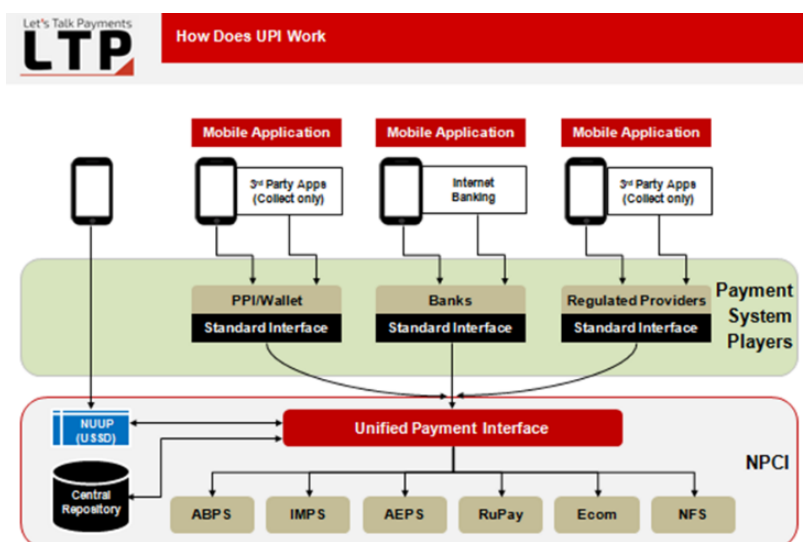 Let's Talk Payments
LTP
How Does UPI Work
Mobile Application
Mobile Application
Mobile Application
3rd Party Apps
(Collect only)
Internet
Banking
3rd Party Apps
(Collect only)
PPI/Wallet
Banks
Regulated Providers
Standard Interface
Standard Interface
Standard Interface
Payment
System
Players
NUUP
(USSD)
Unified Payment Interface
NPCI
Central
Repository
ABPS
IMPS
AEPS
RuPay
Ecom
NFS